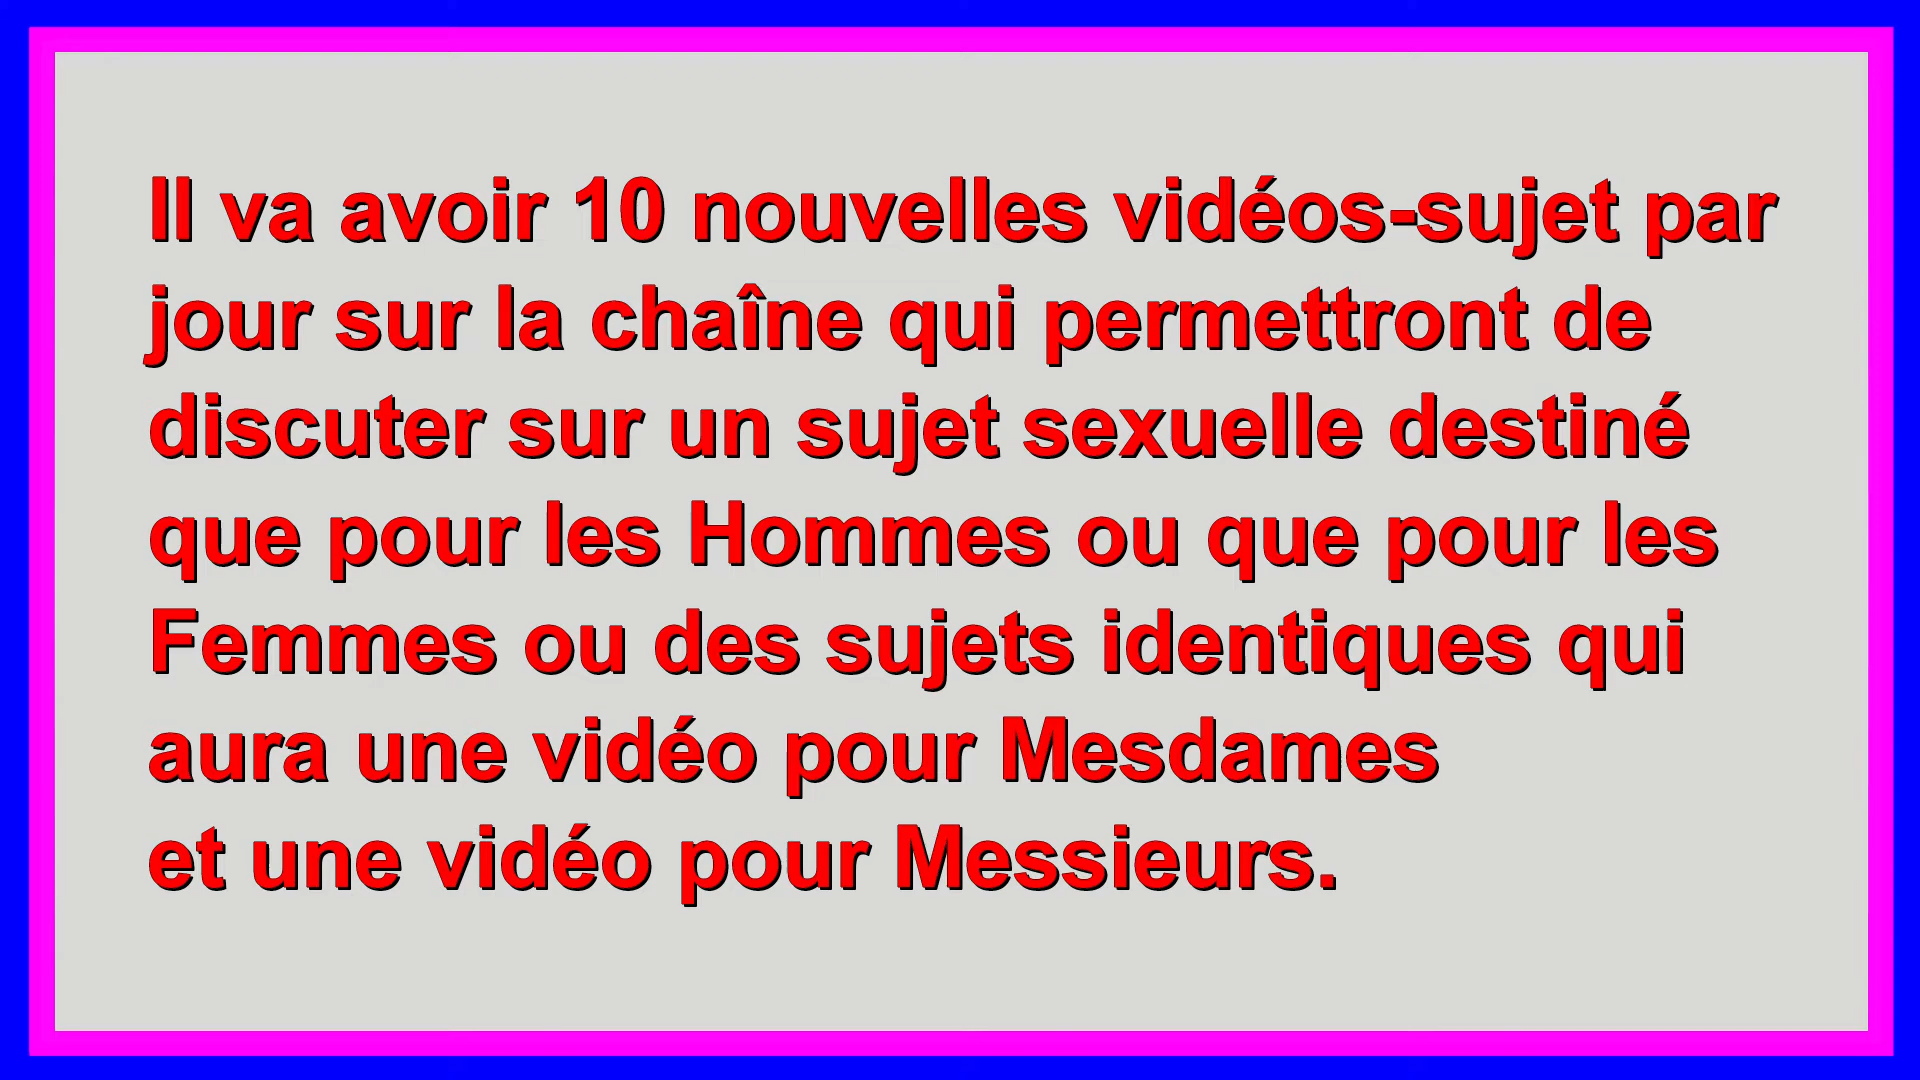 Il va avoir 10 nouvelles vidéos-sujet par
jour sur la chaîne qui permettront de
discuter sur un sujet sexuelle destiné
que pour les Hommes ou que pour les
Femmes ou des sujets identiques qui
aura une vidéo pour Mesdames
et une vidéo pour Messieurs.